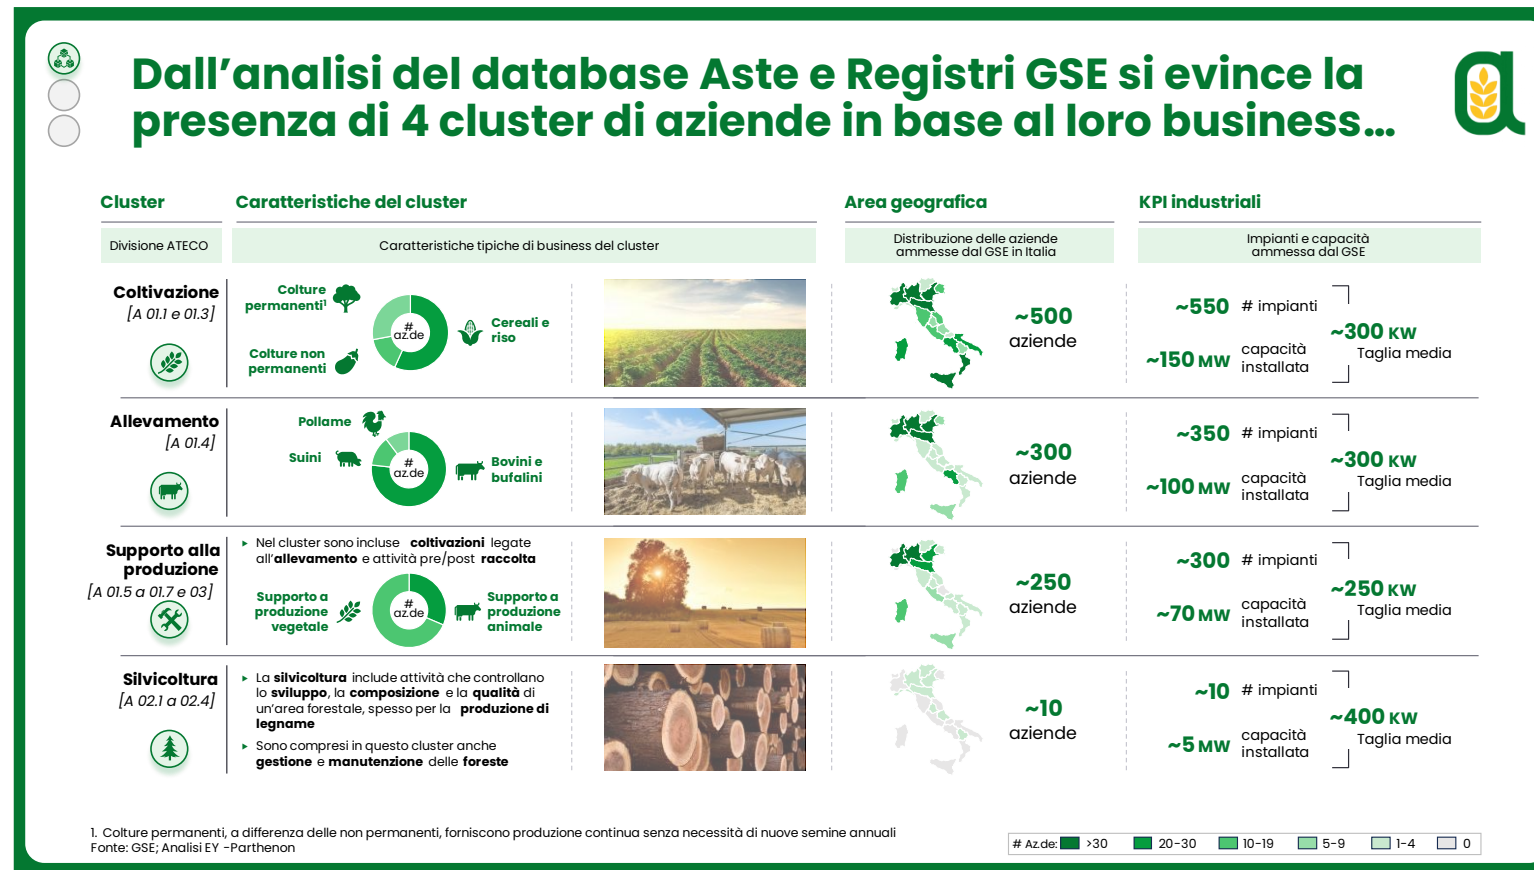 Dall’analisi del database Aste e Registri GSE si evince la
presenza di 4 cluster di aziende in base al loro business…
Cluster
Caratteristiche del cluster
Area geografica
KPI industriali
Divisione ATECO
Caratteristiche tipiche di business del cluster
Distribuzione delle aziende
ammesse dal GSE in Italia
Impianti e capacità
ammessa dal GSE
Coltivazione
[A 01.1 e 01.3]
Colture
permanenti¹
Colture non
permanenti
#
az.de
Cereali e
riso
~500
aziende
~550 # impianti
~150 MW capacità
installata
~300 KW
Taglia media
Allevamento
[A 01.4]
Pollame
Suini
#
az.de
Bovini e
bufalini
~300
aziende
~350 # impianti
~100 MW capacità
installata
~300 KW
Taglia media
Supporto alla
produzione
[A 01.5 a 01.7 e 03]
▸ Nel cluster sono incluse coltivazioni legate
all’allevamento e attività pre/post raccolta
Supporto a
produzione
vegetale
#
az.de
Supporto a
produzione
animale
~250
aziende
~300 # impianti
~70 MW capacità
installata
~250 KW
Taglia media
Silvicoltura
[A 02.1 a 02.4]
▸ La silvicoltura include attività che controllano
lo sviluppo, la composizione e la qualità di
un’area forestale, spesso per la produzione di
legname
▸ Sono compresi in questo cluster anche
gestione e manutenzione delle foreste
~10
aziende
~10 # impianti
~5 MW capacità
installata
~400 KW
Taglia media
1. Colture permanenti, a differenza delle non permanenti, forniscono produzione continua senza necessità di nuove semine annuali
Fonte: GSE; Analisi EY -Parthenon
# Az.de: >30 20-30 10-19 5-9 1-4 0